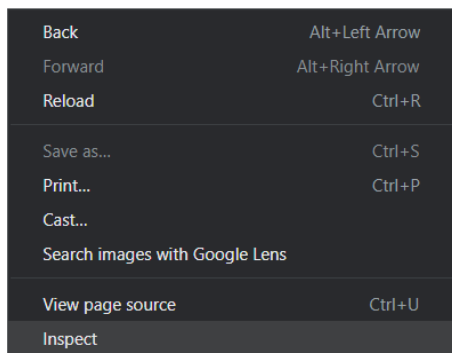 Back Alt+Left Arrow
Forward Alt+Right Arrow
Reload Ctrl+R
Save as... Ctrl+S
Print... Ctrl+P
Cast...
Search images with Google Lens
View page source Ctrl+U
Inspect